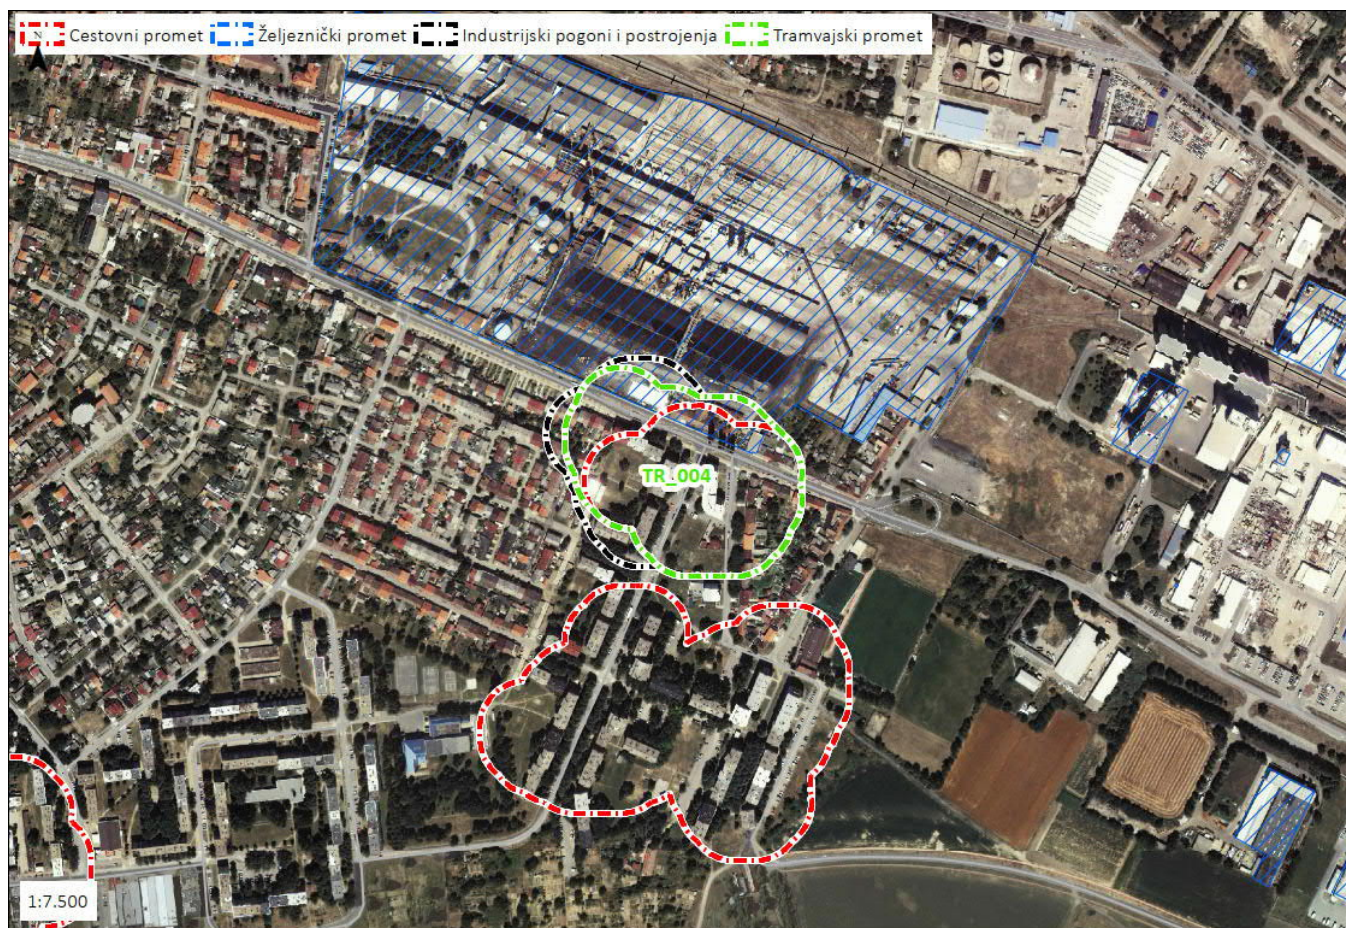 Cestovni promet Željeznički promet Industrijski pogoni i postrojenja Tramvajski promet
N
TR_004
1:7.500